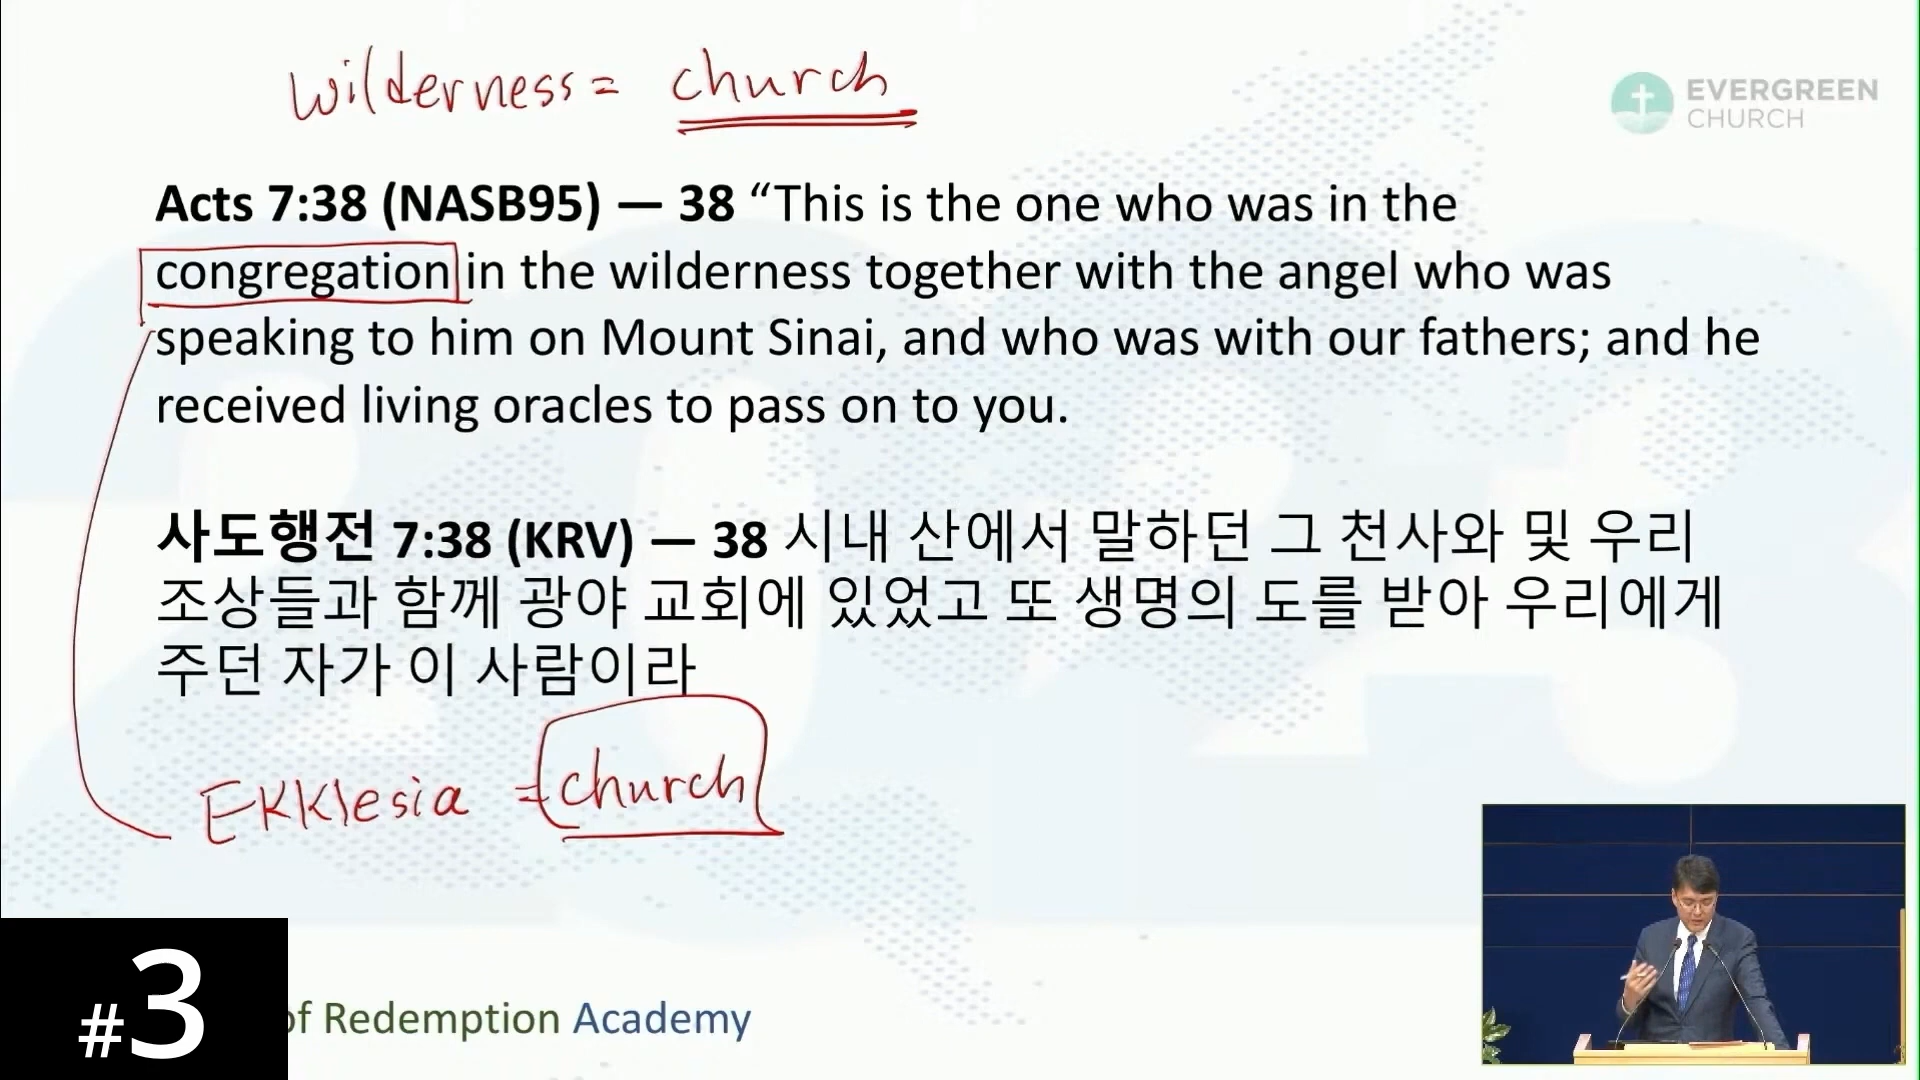 wilderness = church
EVERGREEN
CHURCH
Acts 7:38 (NASB95) — 38 “This is the one who was in the
congregation in the wilderness together with the angel who was
speaking to him on Mount Sinai, and who was with our fathers; and he
received living oracles to pass on to you.
사도행전 7:38 (KRV) — 38 시내 산에서 말하던 그 천사와 및 우리
조상들과 함께 광야 교회에 있었고 또 생명의 도를 받아 우리에게
주던 자가 이 사람이라
EKKlesia = church
#3
of Redemption Academy